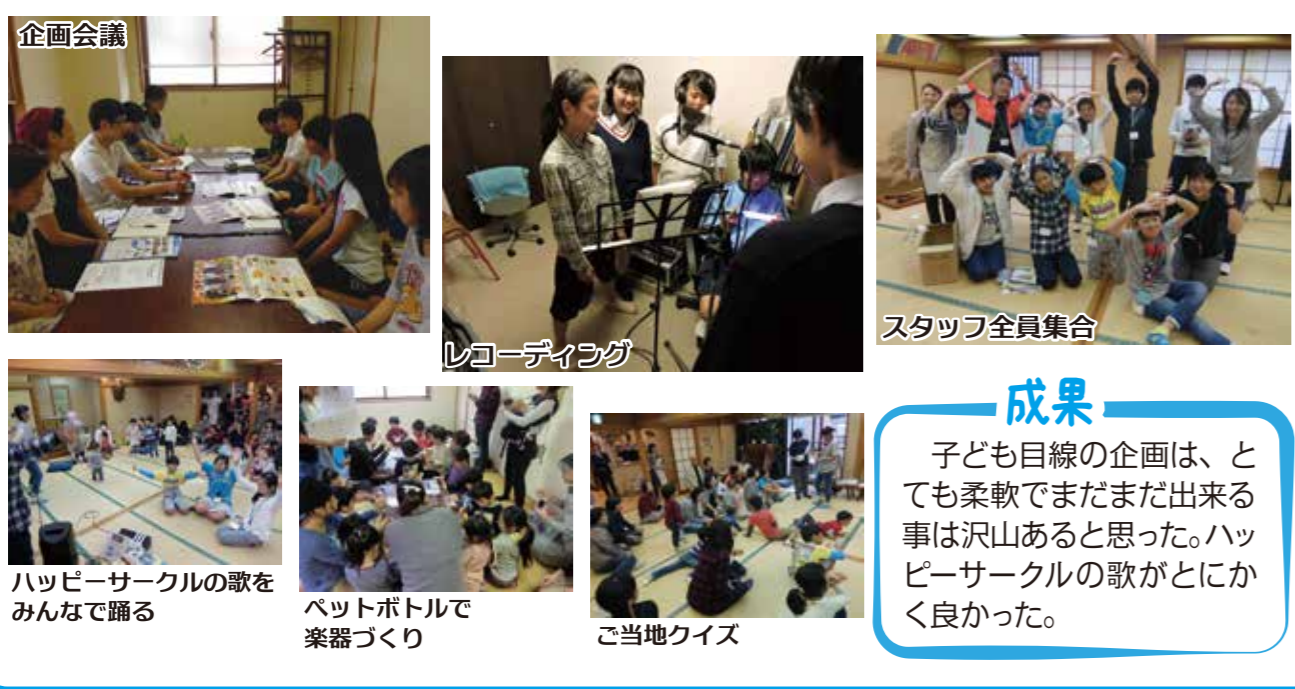 企画会議
レコーディング
スタッフ全員集合
ハッピーサークルの歌を
みんなで踊る
ペットボトルで
楽器づくり
ご当地クイズ
成果
子ども目線の企画は、と
ても柔軟でまだまだ出来る
事は沢山あると思った。ハッ
ピーサークルの歌がとにか
く良かった。